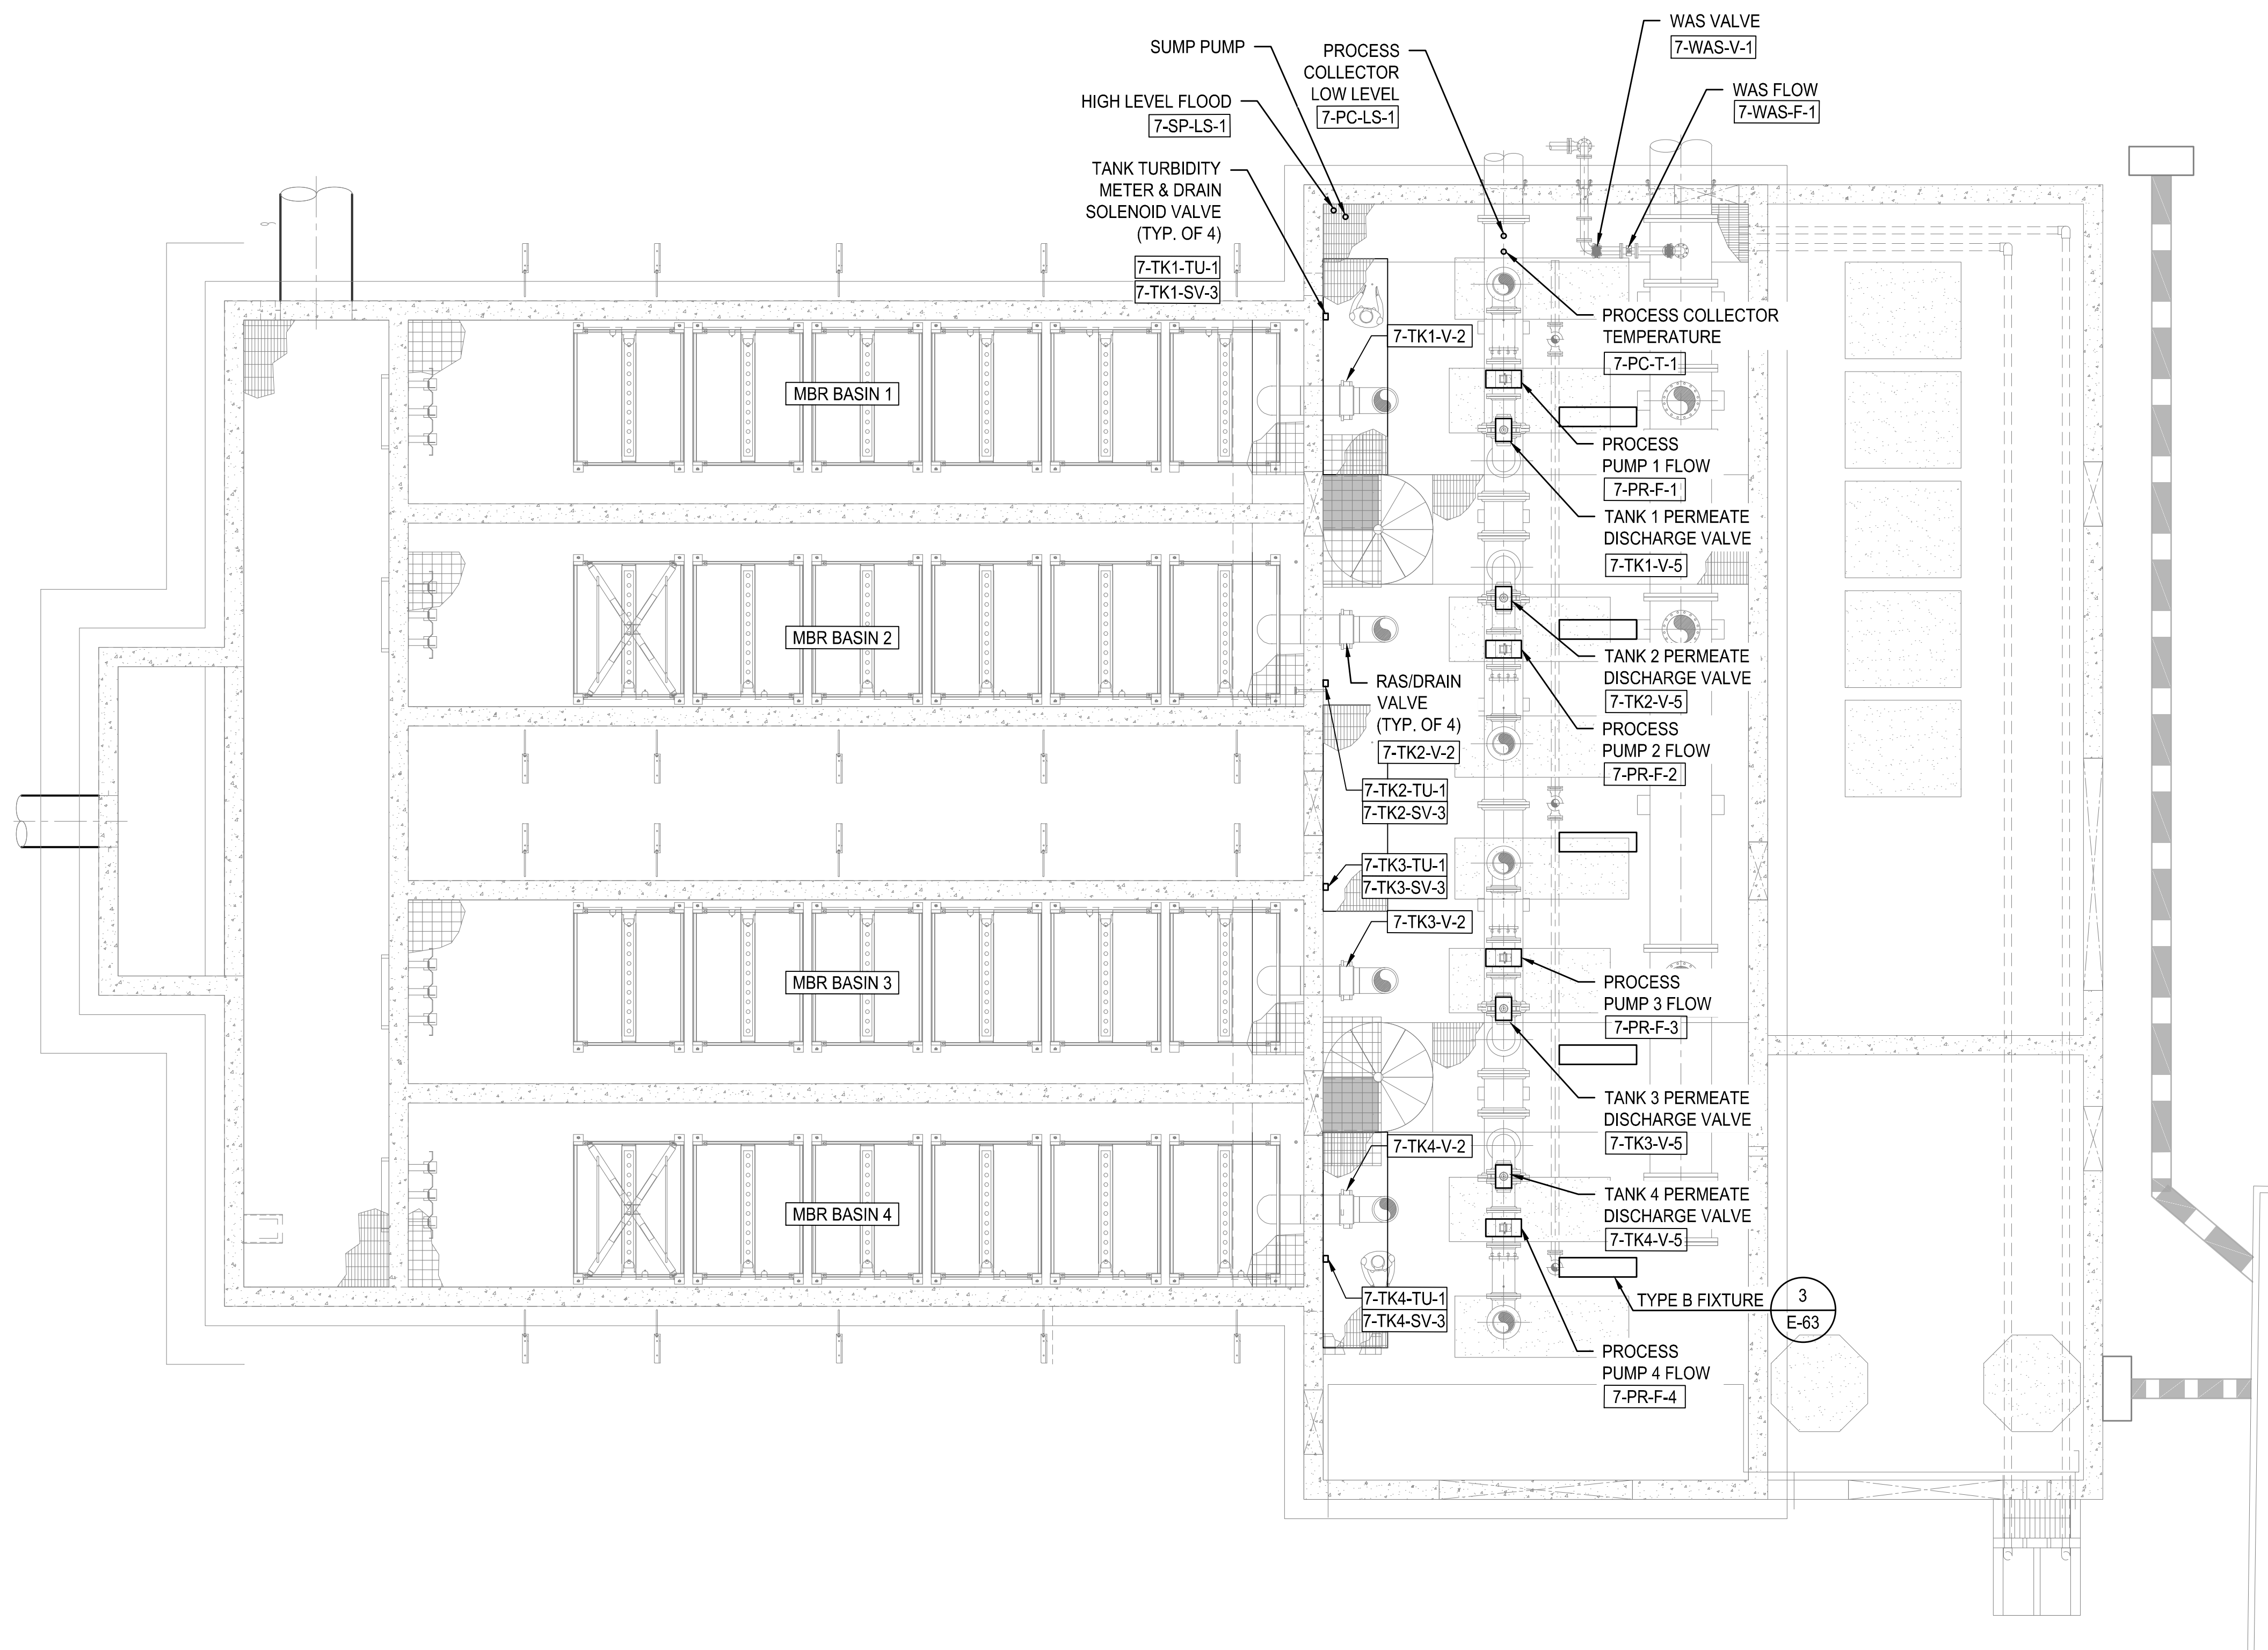 WAS VALVE
7-WAS-V-1
SUMP PUMP
PROCESS
COLLECTOR
LOW LEVEL
7-PC-LS-1
WAS FLOW
7-WAS-F-1
HIGH LEVEL FLOOD
7-SP-LS-1
TANK TURBIDITY
METER & DRAIN
SOLENOID VALVE
(TYP. OF 4)
7-TK1-TU-1
7-TK1-SV-3
PROCESS COLLECTOR
TEMPERATURE
7-PC-T-1
7-TK1-V-2
MBR BASIN 1
PROCESS
PUMP 1 FLOW
7-PR-F-1
TANK 1 PERMEATE
DISCHARGE VALVE
7-TK1-V-5
MBR BASIN 2
TANK 2 PERMEATE
DISCHARGE VALVE
7-TK2-V-5
RAS/DRAIN
VALVE
(TYP. OF 4)
7-TK2-V-2
PROCESS
PUMP 2 FLOW
7-PR-F-2
7-TK2-TU-1
7-TK2-SV-3
7-TK3-TU-1
7-TK3-SV-3
7-TK3-V-2
MBR BASIN 3
PROCESS
PUMP 3 FLOW
7-PR-F-3
TANK 3 PERMEATE
DISCHARGE VALVE
7-TK3-V-5
7-TK4-V-2
MBR BASIN 4
TANK 4 PERMEATE
DISCHARGE VALVE
7-TK4-V-5
7-TK4-TU-1
7-TK4-SV-3
TYPE B FIXTURE
3
E-63
PROCESS
PUMP 4 FLOW
7-PR-F-4